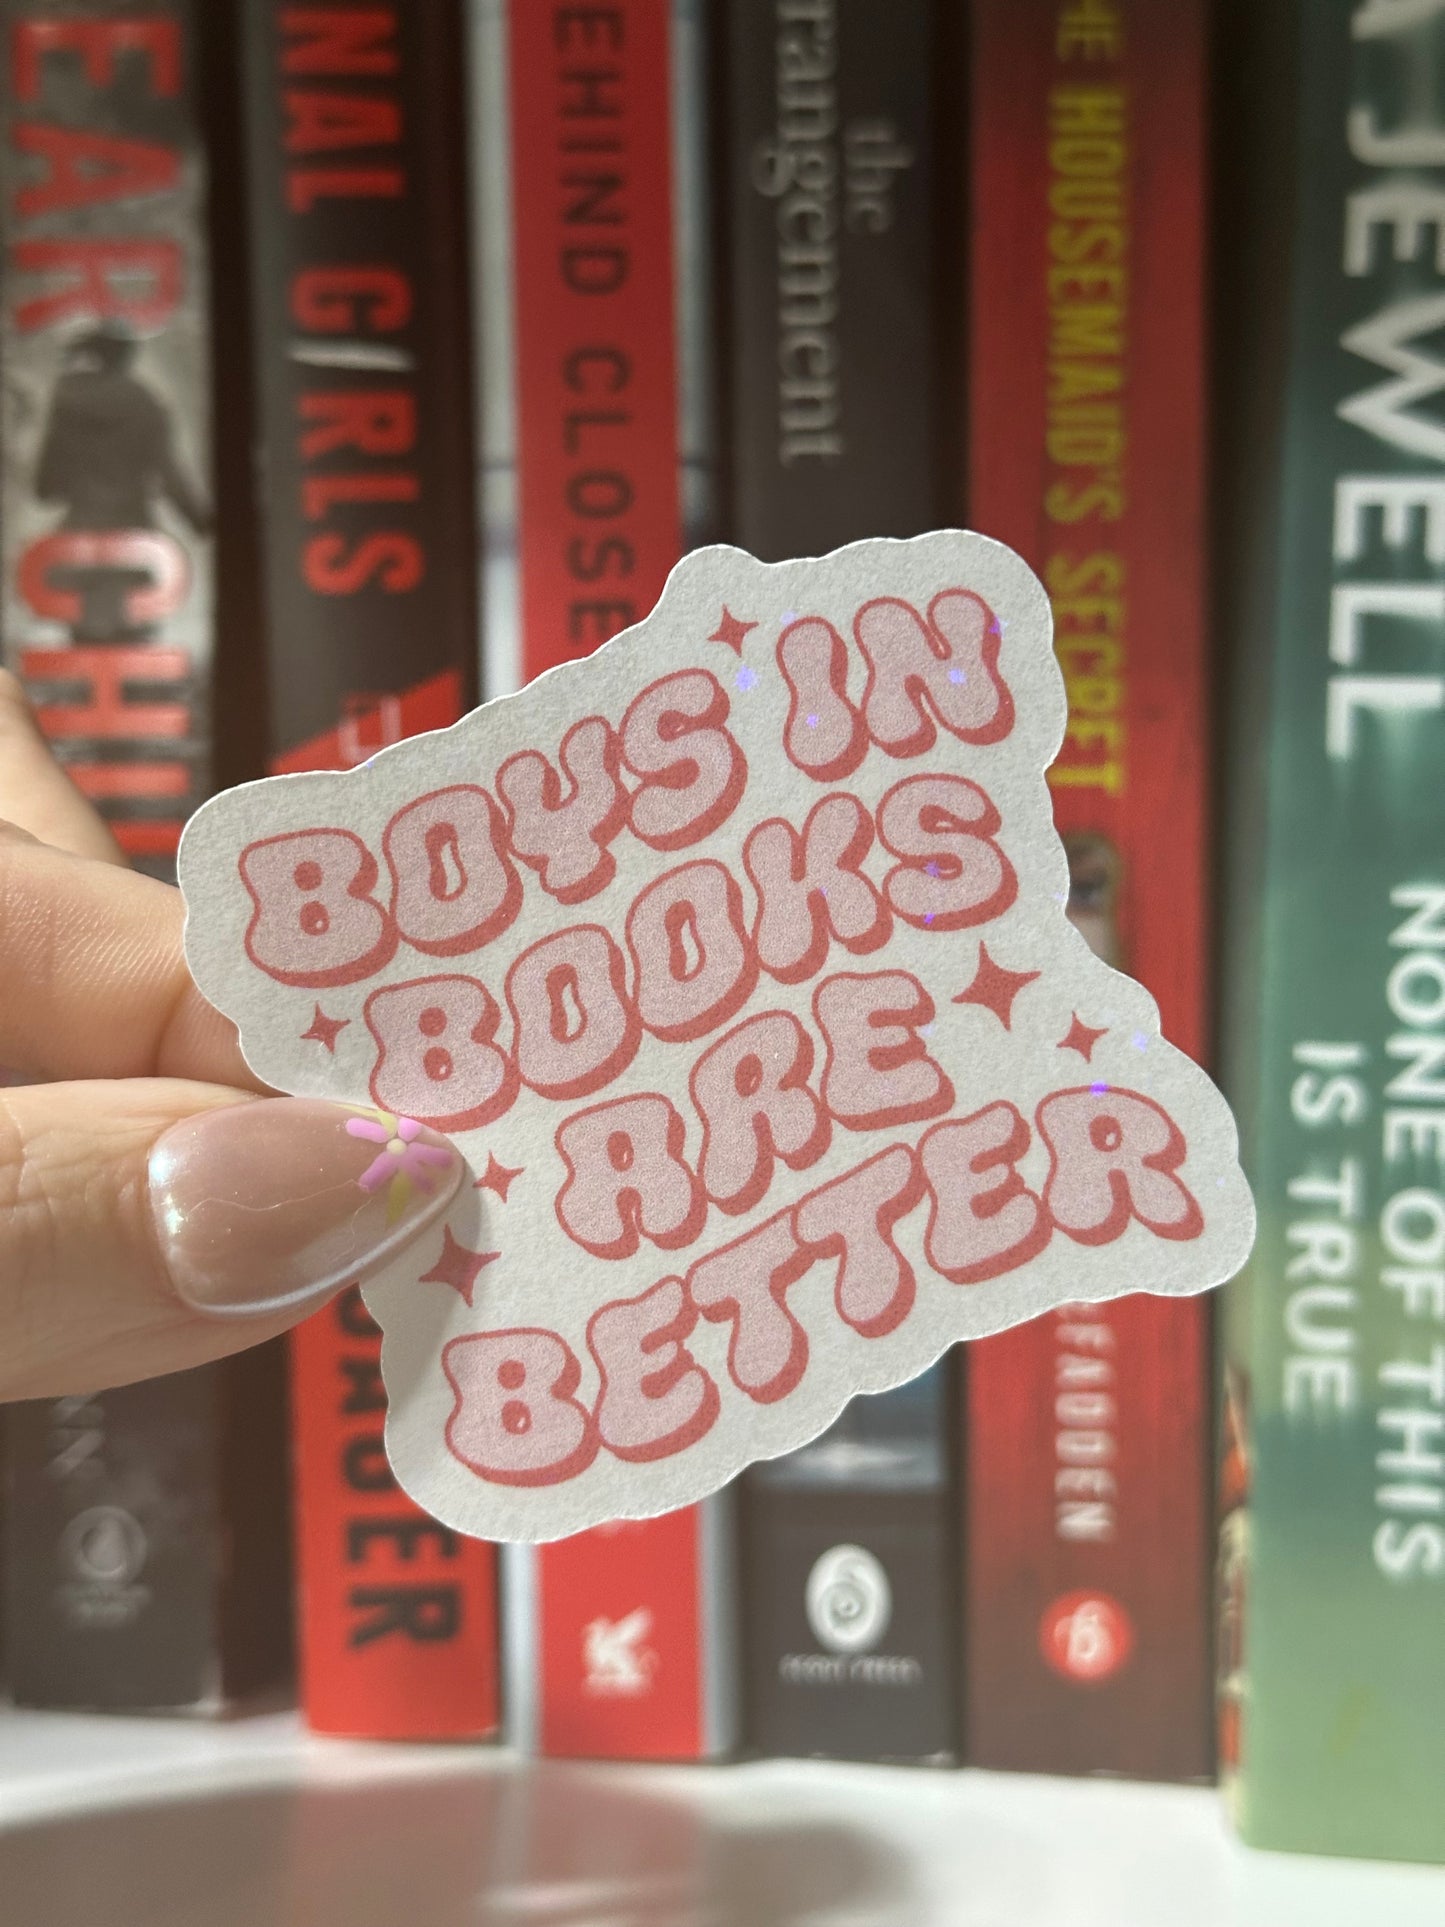 BOYS IN
BOOKS
ARE
BETTER
EAR
CHI
NAL GIRLS
EHIND CLOSE
the
rangement
HE HOUSEMAID'S SECRET
FADDEN
A JEWELL
NONE OF THIS
IS TRUE